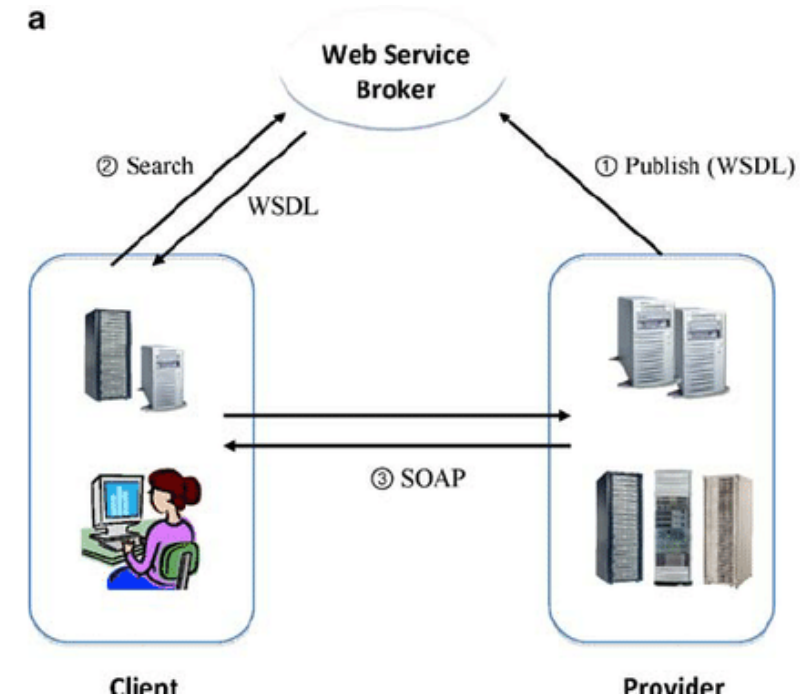 a
Web Service
Broker
② Search
① Publish (WSDL)
WSDL
③ SOAP
Client
Provider